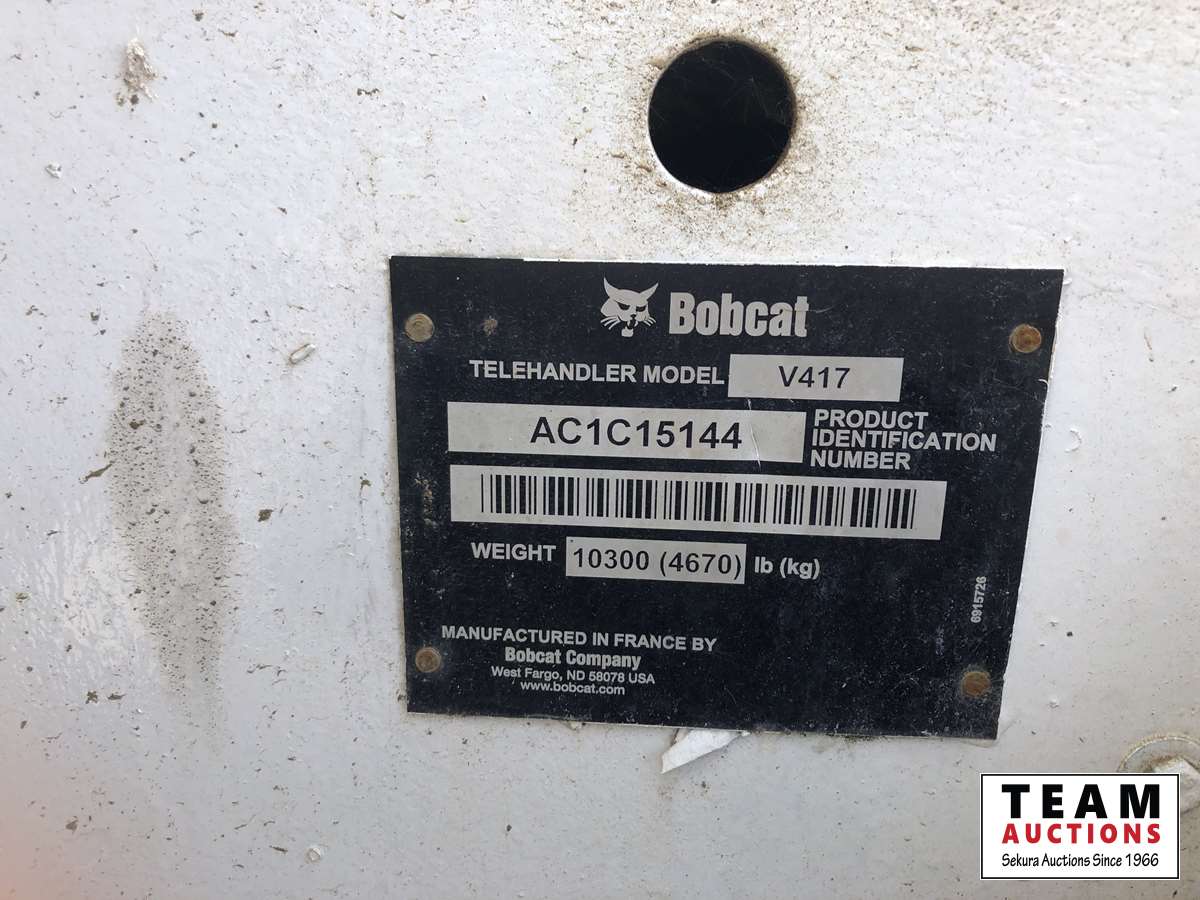 Bobcat
TELEHANDLER MODEL V417
AC1C15144 PRODUCT IDENTIFICATION NUMBER
WEIGHT 10300 (4670) lb (kg)
6915726
MANUFACTURED IN FRANCE BY
Bobcat Company
West Fargo, ND 58078 USA
www.bobcat.com
TEAM
AUCTIONS
Sekura Auctions Since 1966